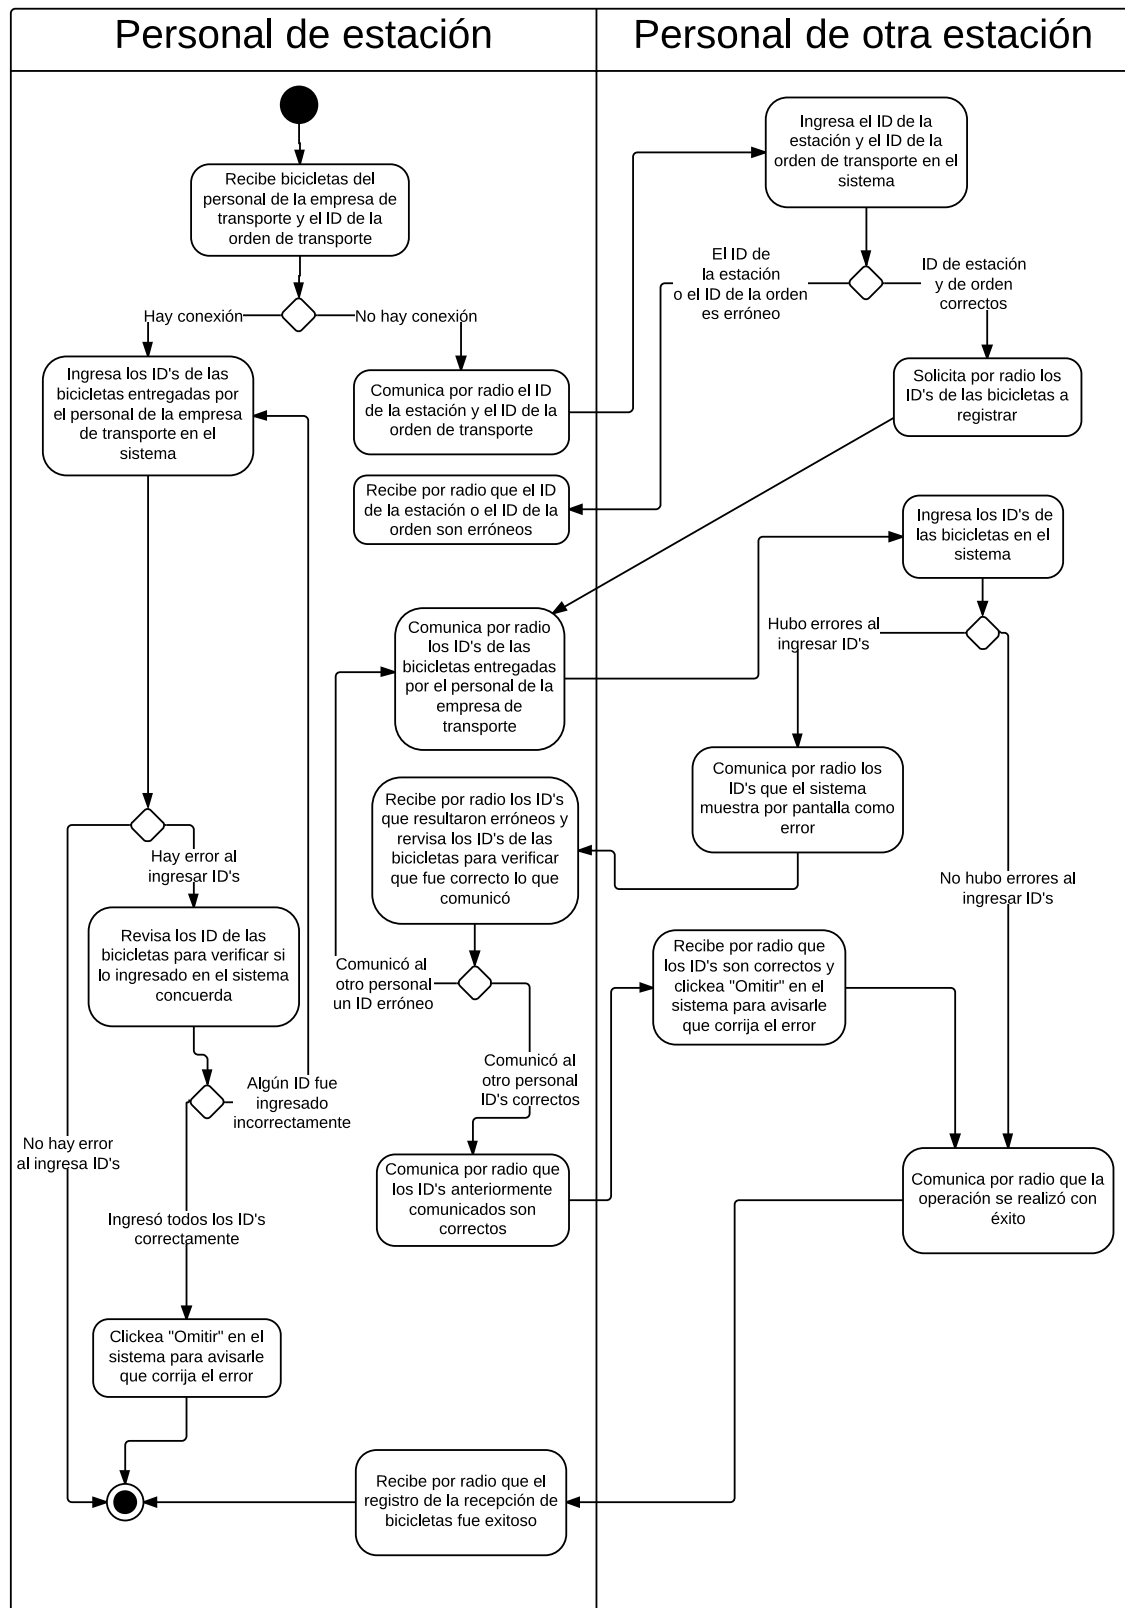 Personal de estación
Personal de otra estación
Recibe bicicletas del
personal de la empresa de
transporte y el ID de la
orden de transporte
Hay conexión
No hay conexión
Ingresa los ID's de las
bicicletas entregadas por
el personal de la empresa
de transporte en el
sistema
Comunica por radio el ID
de la estación y el ID de la
orden de transporte
Ingresa el ID de la
estación y el ID de la
orden de transporte en el
sistema
El ID de
la estación
o el ID de la orden
es erróneo
ID de estación
y de orden
correctos
Solicita por radio los
ID's de las bicicletas a
registrar
Recibe por radio que el ID
de la estación o el ID de la
orden son erróneos
Ingresa los ID's de
las bicicletas en el
sistema
Comunica por radio
los ID's de las
bicicletas entregadas
por el personal de la
empresa de
transporte
Hubo errores al
ingresar ID's
Comunica por radio los
ID's que el sistema
muestra por pantalla como
error
Recibe por radio los ID's
que resultaron erróneos y
rervisa los ID's de las
bicicletas para verificar
que fue correcto lo que
comunicó
No hubo errores al
ingresar ID's
Hay error al
ingresar ID's
Revisa los ID de las
bicicletas para verificar si
lo ingresado en el sistema
concuerda
Comunicó al
otro personal
un ID erróneo
Recibe por radio que
los ID's son correctos y
clickea "Omitir" en el
sistema para avisarle
que corrija el error
Comunicó al
otro personal
ID's correctos
Algún ID fue
ingresado
incorrectamente
No hay error
al ingresa ID's
Comunica por radio que
los ID's anteriormente
comunicados son
correctos
Comunica por radio que la
operación se realizó con
éxito
Ingresó todos los ID's
correctamente
Clickea "Omitir" en el
sistema para avisarle
que corrija el error
Recibe por radio que el
registro de la recepción de
bicicletas fue exitoso